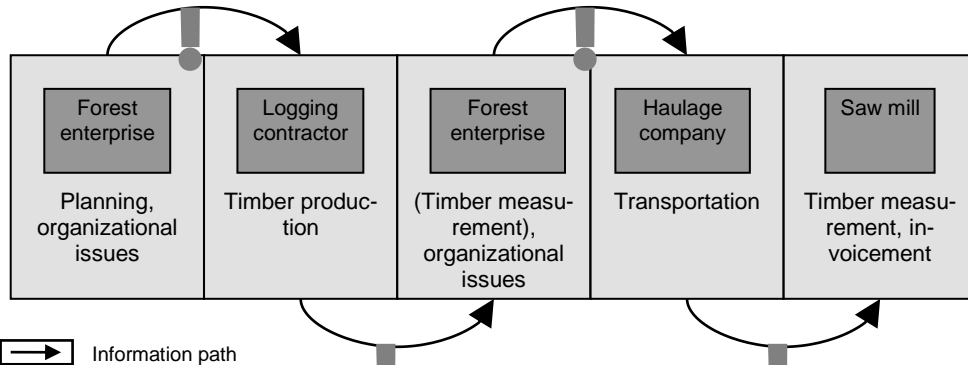 Forest
enterprise
Logging
contractor
Forest
enterprise
Haulage
company
Saw mill
Planning,
organizational
issues
Timber produc-
tion
(Timber measu-
rement),
organizational
issues
Transportation
Timber measu-
rement, in-
voicement
Information path